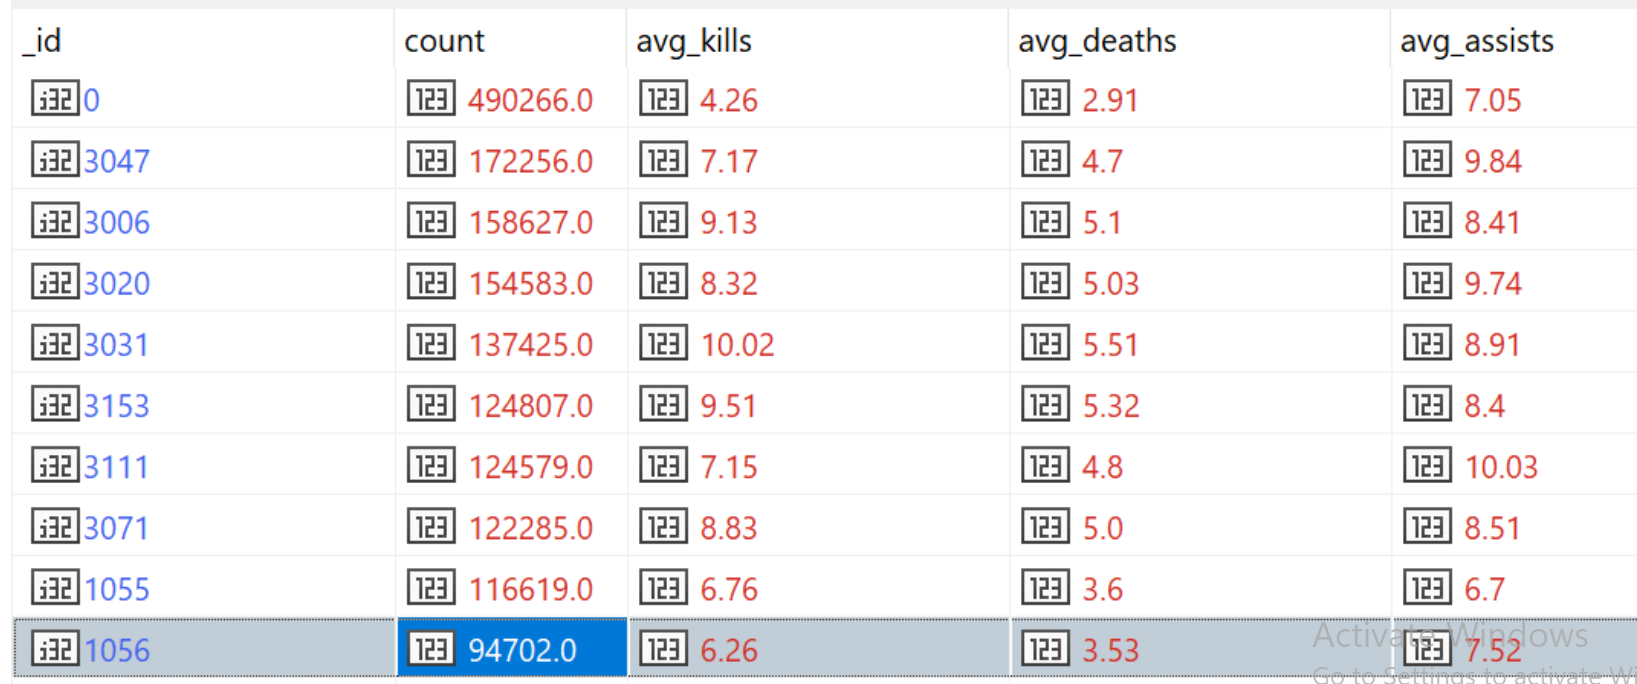 _id count avg_kills avg_deaths avg_assists
i32 0 123 490266.0 123 4.26 123 2.91 123 7.05
i32 3047 123 172256.0 123 7.17 123 4.7 123 9.84
i32 3006 123 158627.0 123 9.13 123 5.1 123 8.41
i32 3020 123 154583.0 123 8.32 123 5.03 123 9.74
i32 3031 123 137425.0 123 10.02 123 5.51 123 8.91
i32 3153 123 124807.0 123 9.51 123 5.32 123 8.4
i32 3111 123 124579.0 123 7.15 123 4.8 123 10.03
i32 3071 123 122285.0 123 8.83 123 5.0 123 8.51
i32 1055 123 116619.0 123 6.76 123 3.6 123 6.7
i32 1056 123 94702.0 123 6.26 123 3.53 123 7.52
Activate Windows
Go to Settings to activate Wi